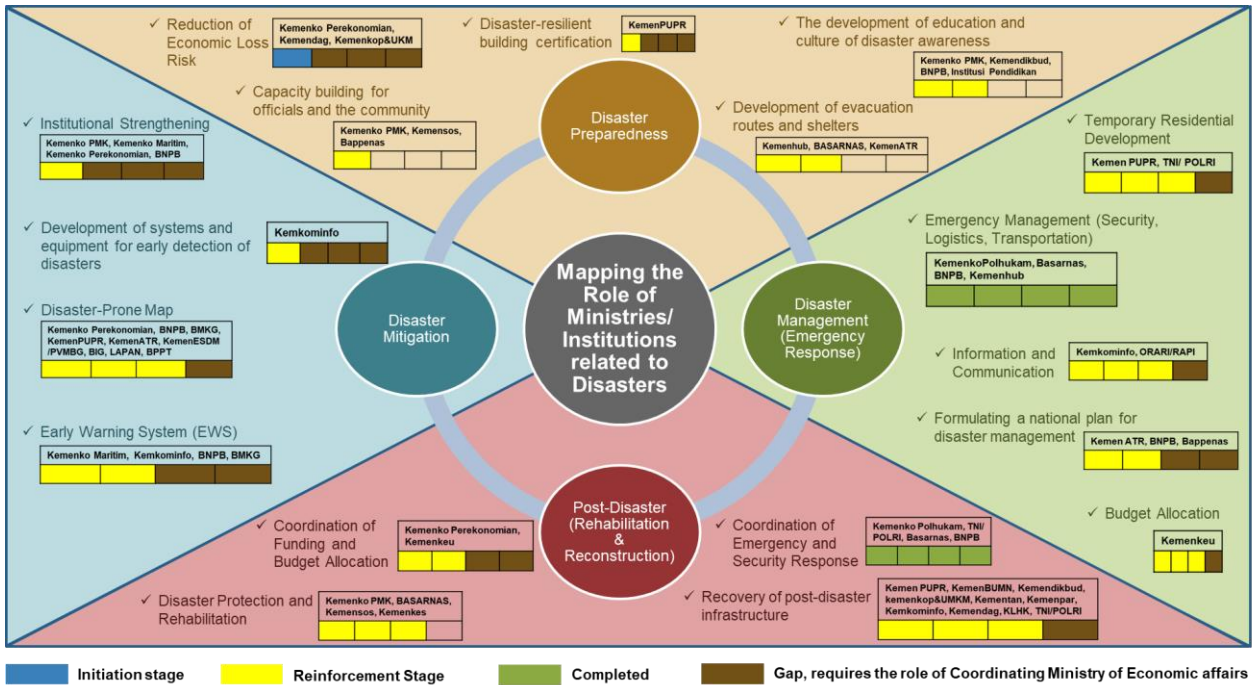 ✓ Reduction of
Economic Loss
Risk
Kemenko Perekonomian,
Kemendag, Kemenkop&UKM
✓ Disaster-resilient
building certification
KemenPUPR
✓ The development of education and
culture of disaster awareness
Kemenko PMK, Kemendikbud,
BNPB, Institusi Pendidikan
✓ Capacity building for
officials and the community
Kemenko PMK, Kemensos,
Bappenas
✓ Development of evacuation
routes and shelters
Kemenhub, BASARNAS, KemenATR
Disaster
Preparedness
✓ Institutional Strengthening
Kemenko PMK, Kemenko Maritim,
Kemenko Perekonomian, BNPB
✓ Development of systems and
equipment for early detection of
disasters
Kemkominfo
✓ Disaster-Prone Map
Kemenko Perekonomian, BNPB, BMKG,
KemenPUPR, KemenATR, KemenESDM
/PVMBG, BIG, LAPAN, BPPT
✓ Early Warning System (EWS)
Kemenko Maritim, Kemkominfo, BNPB, BMKG
Disaster
Mitigation
Mapping the
Role of
Ministries/
Institutions
related to
Disasters
Disaster
Management
(Emergency
Response)
✓ Temporary Residential
Development
Kemen PUPR, TNI/ POLRI
✓ Emergency Management (Security,
Logistics, Transportation)
KemenkoPolhukam, Basarnas,
BNPB, Kemenhub
✓ Information and
Communication
Kemkominfo, ORARI/RAPI
✓ Formulating a national plan for
disaster management
Kemen ATR, BNPB, Bappenas
✓ Budget Allocation
Kemenkeu
Post-Disaster
(Rehabilitation
&
Reconstruction)
✓ Coordination of
Funding and
Budget Allocation
Kemenko Perekonomian,
Kemenkeu
✓ Disaster Protection and
Rehabilitation
Kemenko PMK, BASARNAS,
Kemensos, Kemenkes
✓ Coordination of
Emergency and
Security Response
Kemenko Polhukam, TNI/
POLRI, Basarnas, BNPB
✓ Recovery of post-disaster
infrastructure
Kemen PUPR, KemenBUMN, Kemendikbud,
kemenkop&UMKM, Kementan, Kemenpar,
Kemkominfo, Kemendag, KLHK, TNI/POLRI
Initiation stage
Reinforcement Stage
Completed
Gap, requires the role of Coordinating Ministry of Economic affairs